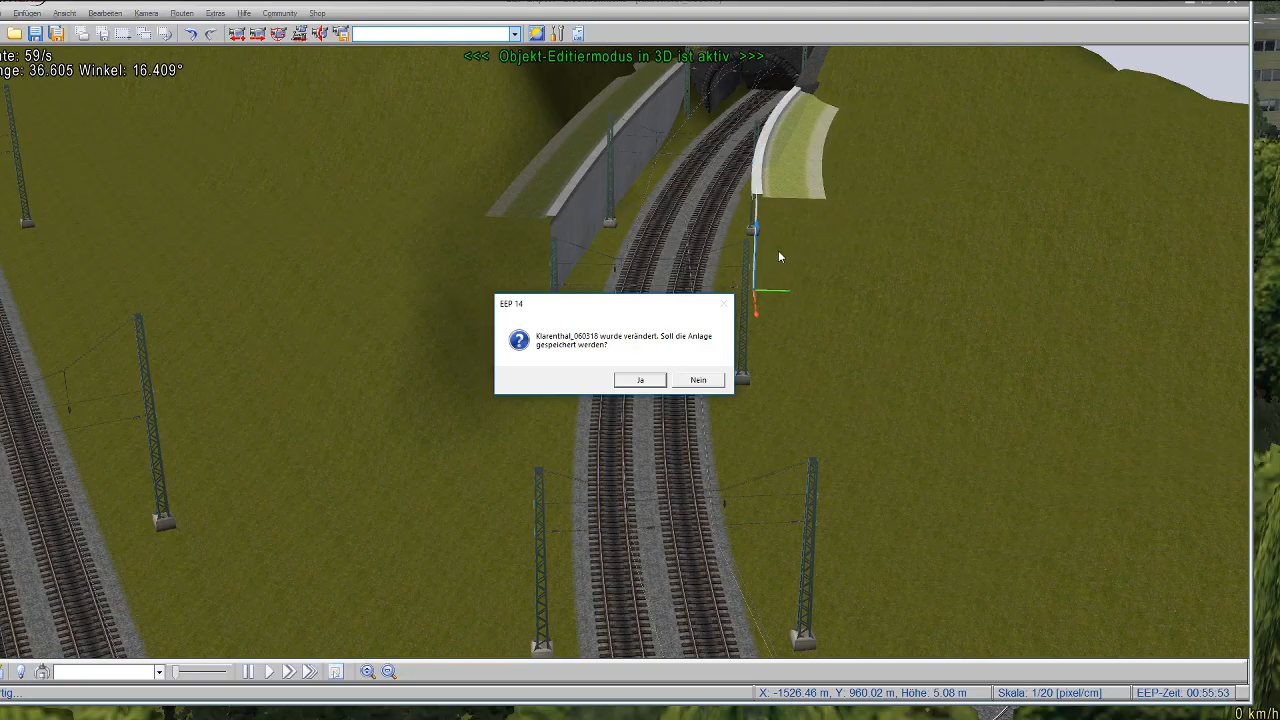 Einfügen Ansicht Bearbeiten Kamera Routen Extras Hilfe Community Shop
te: 59/s
nge: 36.605 Winkel: 16.409°
<<< Objekt-Editiermodus in 3D ist aktiv >>>
EEP 14
Klarenthal_060318 wurde verändert. Soll die Anlage
gespeichert werden?
Ja Nein
tig... X: -1526.46 m, Y: 960.02 m, Höhe: 5.08 m Skala: 1/20 [pixel/cm] EEP-Zeit: 00:55:53
0 km/h